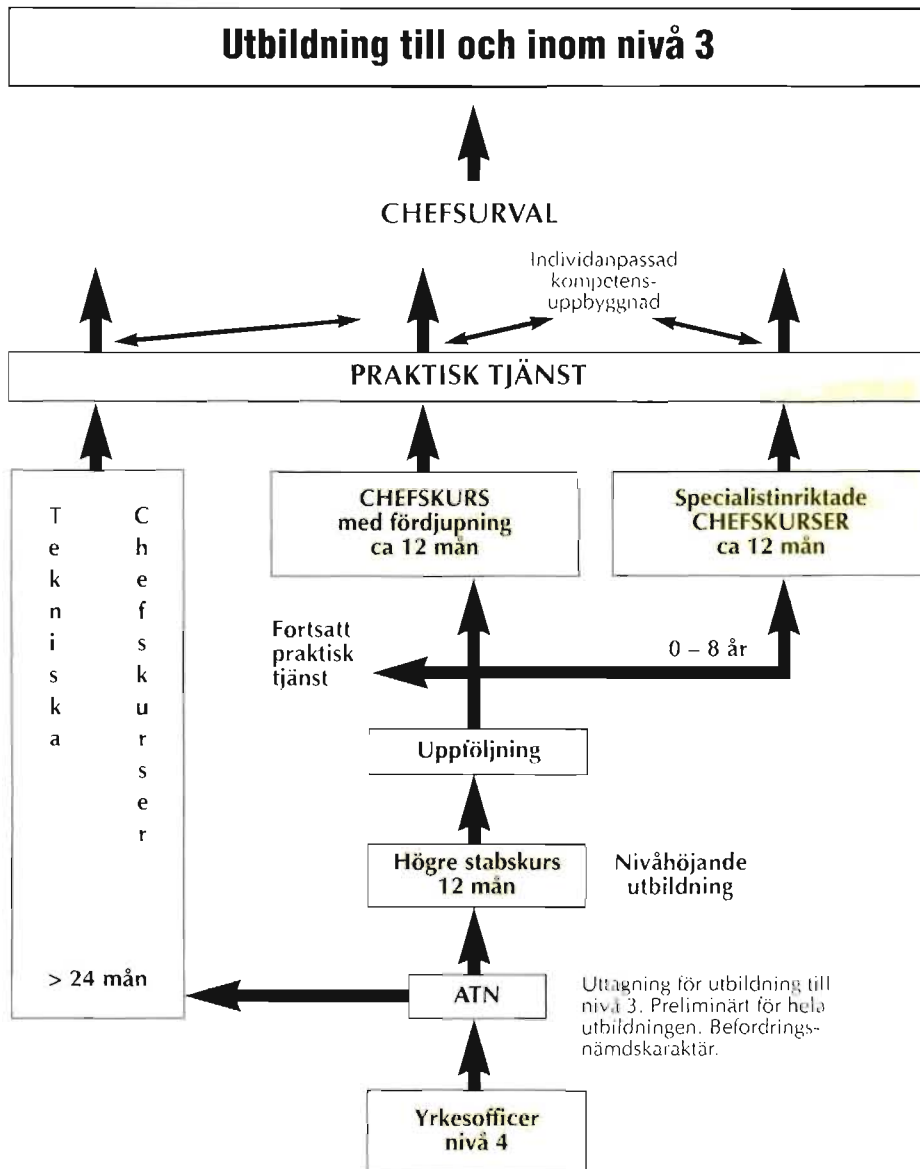 Utbildning till och inom nivå 3
CHEFSURVAL
Individanpassad
kompetens-
uppbyggnad
PRAKTISK TJÄNST
Tekniska
Chefskurser
> 24 mån
CHEFSKURS
med fördjupning
ca 12 mån
Specialistinriktade
CHEFSKURSER
ca 12 mån
Fortsatt
praktisk
tjänst
0 – 8 år
Uppföljning
Högre stabskurs
12 mån
Nivåhöjande
utbildning
ATN
Uttagning för utbildning till
nivå 3. Preliminärt för hela
utbildningen. Befordrings-
nämdskaraktär.
Yrkesofficer
nivå 4